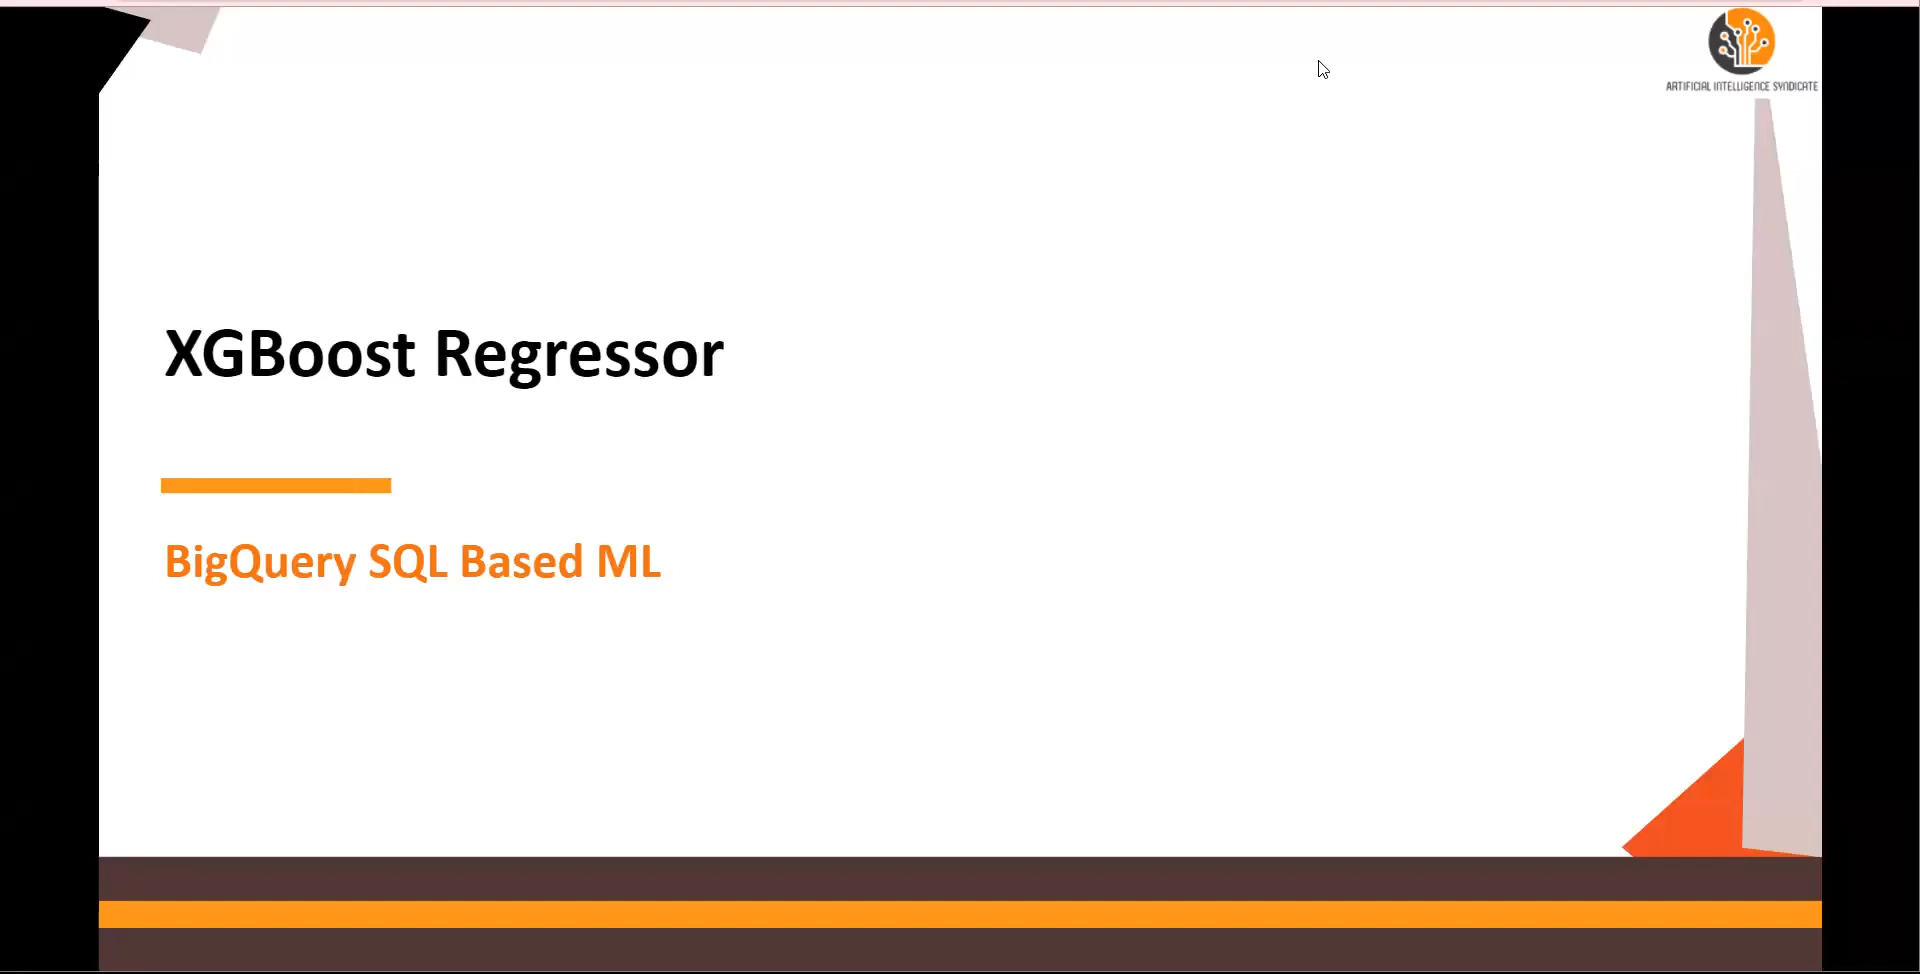 ARTIFICIAL INTELLIGENCE SYNDICATE
XGBoost Regressor
BigQuery SQL Based ML